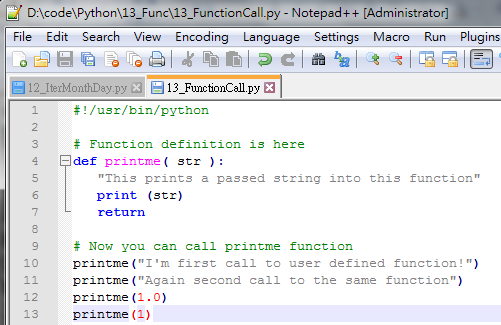 D:\code\Python\13_Func\13_FunctionCall.py - Notepad++ [Administrator]
File Edit Search View Encoding Language Settings Macro Run Plugins
12_IterMonthDay.py 13_FunctionCall.py
1 #!/usr/bin/python
2
3 # Function definition is here
4 def printme( str ):
5 "This prints a passed string into this function"
6 print (str)
7 return
8
9 # Now you can call printme function
10 printme("I'm first call to user defined function!")
11 printme("Again second call to the same function")
12 printme(1.0)
13 printme(1)